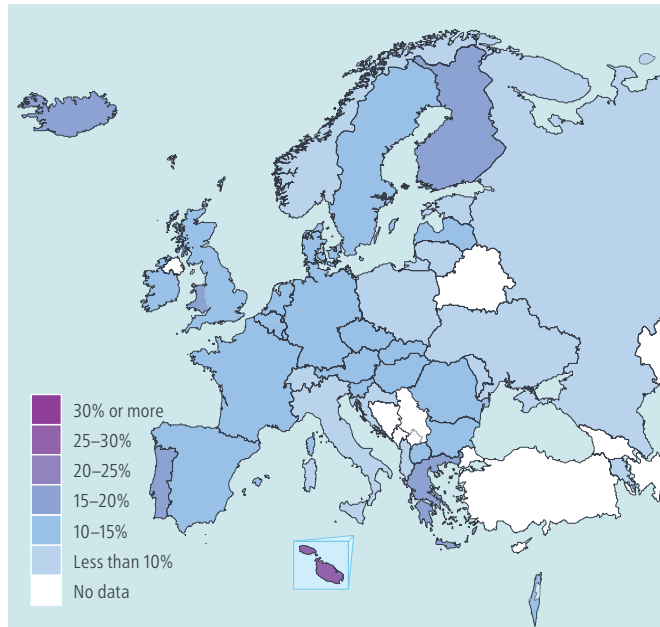 30% or more
25–30%
20–25%
15–20%
10–15%
Less than 10%
No data